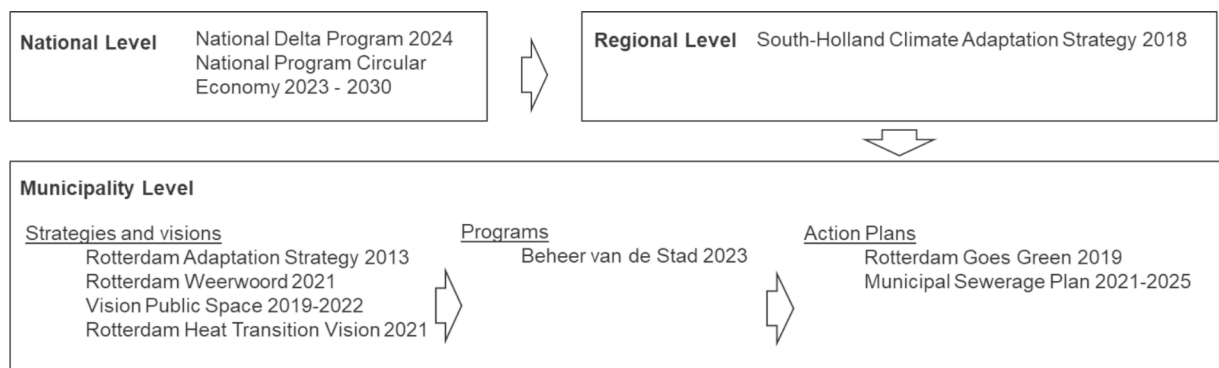 National Level
National Delta Program 2024
National Program Circular
Economy 2023 - 2030
Regional Level
South-Holland Climate Adaptation Strategy 2018
Municipality Level
Strategies and visions
Rotterdam Adaptation Strategy 2013
Rotterdam Weerwoord 2021
Vision Public Space 2019-2022
Rotterdam Heat Transition Vision 2021
Programs
Beheer van de Stad 2023
Action Plans
Rotterdam Goes Green 2019
Municipal Sewerage Plan 2021-2025